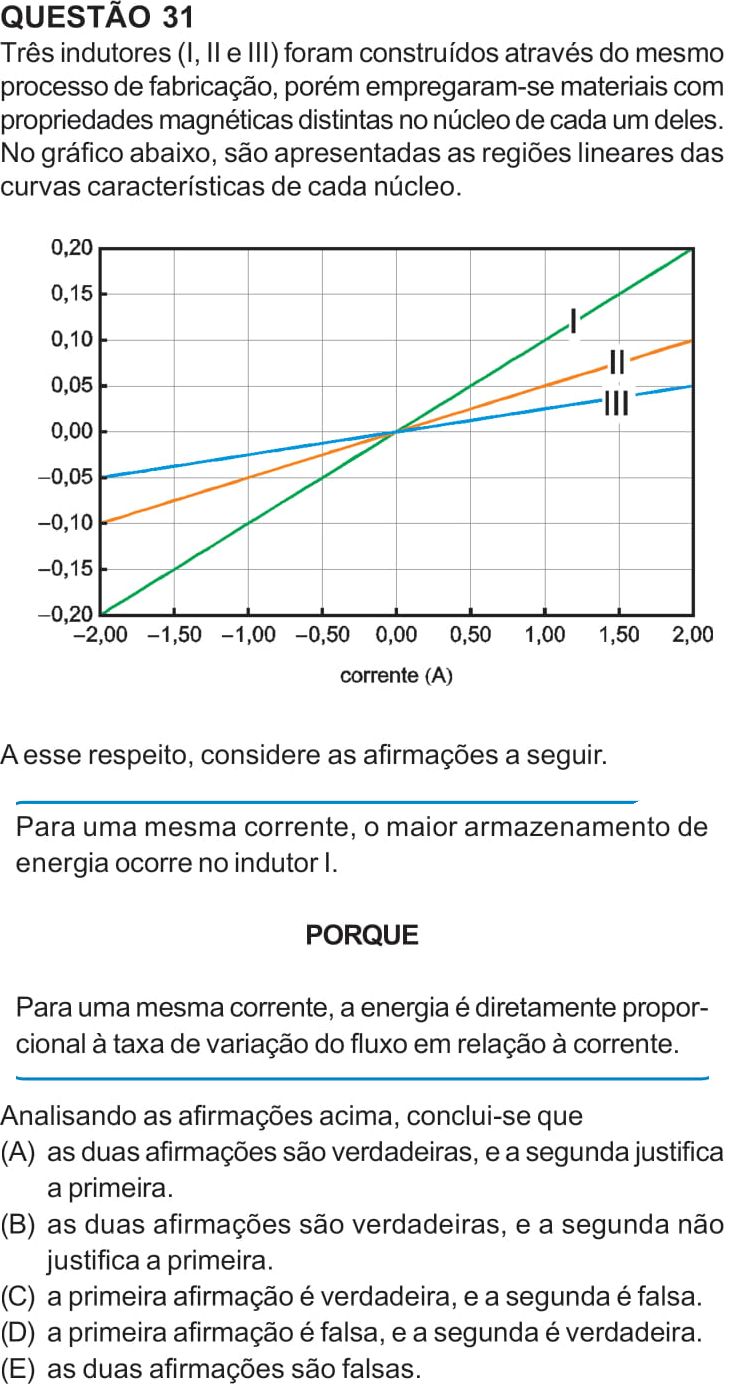 QUESTÃO 31
Três indutores (I, II e III) foram construídos através do mesmo
processo de fabricação, porém empregaram-se materiais com
propriedades magnéticas distintas no núcleo de cada um deles.
No gráfico abaixo, são apresentadas as regiões lineares das
curvas características de cada núcleo.
0,20
0,15
0,10
0,05
0,00
–0,05
–0,10
–0,15
–0,20
I
II
III
–2,00 –1,50 –1,00 –0,50 0,00 0,50 1,00 1,50 2,00
corrente (A)
A esse respeito, considere as afirmações a seguir.
Para uma mesma corrente, o maior armazenamento de
energia ocorre no indutor I.
PORQUE
Para uma mesma corrente, a energia é diretamente propor-
cional à taxa de variação do fluxo em relação à corrente.
Analisando as afirmações acima, conclui-se que
(A) as duas afirmações são verdadeiras, e a segunda justifica
a primeira.
(B) as duas afirmações são verdadeiras, e a segunda não
justifica a primeira.
(C) a primeira afirmação é verdadeira, e a segunda é falsa.
(D) a primeira afirmação é falsa, e a segunda é verdadeira.
(E) as duas afirmações são falsas.